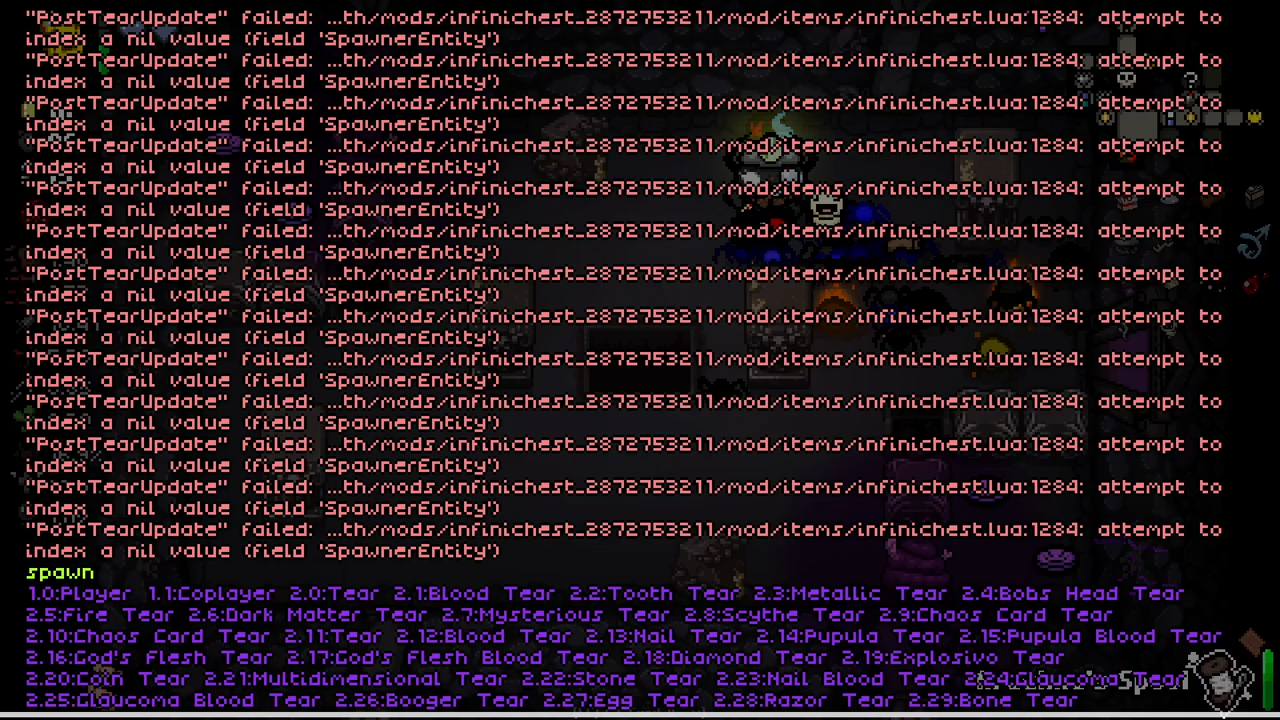 "PostTearUpdate" failed: ...th/mods/infinichest_2872753211/mod/items/infinichest.lua:1284: attempt to
index a nil value (field 'SpawnerEntity')
"PostTearUpdate" failed: ...th/mods/infinichest_2872753211/mod/items/infinichest.lua:1284: attempt to
index a nil value (field 'SpawnerEntity')
"PostTearUpdate" failed: ...th/mods/infinichest_2872753211/mod/items/infinichest.lua:1284: attempt to
index a nil value (field 'SpawnerEntity')
"PostTearUpdate" failed: ...th/mods/infinichest_2872753211/mod/items/infinichest.lua:1284: attempt to
index a nil value (field 'SpawnerEntity')
"PostTearUpdate" failed: ...th/mods/infinichest_2872753211/mod/items/infinichest.lua:1284: attempt to
index a nil value (field 'SpawnerEntity')
"PostTearUpdate" failed: ...th/mods/infinichest_2872753211/mod/items/infinichest.lua:1284: attempt to
index a nil value (field 'SpawnerEntity')
"PostTearUpdate" failed: ...th/mods/infinichest_2872753211/mod/items/infinichest.lua:1284: attempt to
index a nil value (field 'SpawnerEntity')
"PostTearUpdate" failed: ...th/mods/infinichest_2872753211/mod/items/infinichest.lua:1284: attempt to
index a nil value (field 'SpawnerEntity')
"PostTearUpdate" failed: ...th/mods/infinichest_2872753211/mod/items/infinichest.lua:1284: attempt to
index a nil value (field 'SpawnerEntity')
"PostTearUpdate" failed: ...th/mods/infinichest_2872753211/mod/items/infinichest.lua:1284: attempt to
index a nil value (field 'SpawnerEntity')
"PostTearUpdate" failed: ...th/mods/infinichest_2872753211/mod/items/infinichest.lua:1284: attempt to
index a nil value (field 'SpawnerEntity')
"PostTearUpdate" failed: ...th/mods/infinichest_2872753211/mod/items/infinichest.lua:1284: attempt to
index a nil value (field 'SpawnerEntity')
"PostTearUpdate" failed: ...th/mods/infinichest_2872753211/mod/items/infinichest.lua:1284: attempt to
index a nil value (field 'SpawnerEntity')
spawn
1.0:Player 1.1:Coplayer 2.0:Tear 2.1:Blood Tear 2.2:Tooth Tear 2.3:Metallic Tear 2.4:Bobs Head Tear
2.5:Fire Tear 2.6:Dark Matter Tear 2.7:Mysterious Tear 2.8:Scythe Tear 2.9:Chaos Card Tear
2.10:Chaos Card Tear 2.11:Tear 2.12:Blood Tear 2.13:Nail Tear 2.14:Pupula Tear 2.15:Pupula Blood Tear
2.16:God's Flesh Tear 2.17:God's Flesh Blood Tear 2.18:Diamond Tear 2.19:Explosivo Tear
2.20:Coin Tear 2.21:Multidimensional Tear 2.22:Stone Tear 2.23:Nail Blood Tear 2.24:Glaucoma Tear
2.25:Glaucoma Blood Tear 2.26:Booger Tear 2.27:Egg Tear 2.28:Razor Tear 2.29:Bone Tear